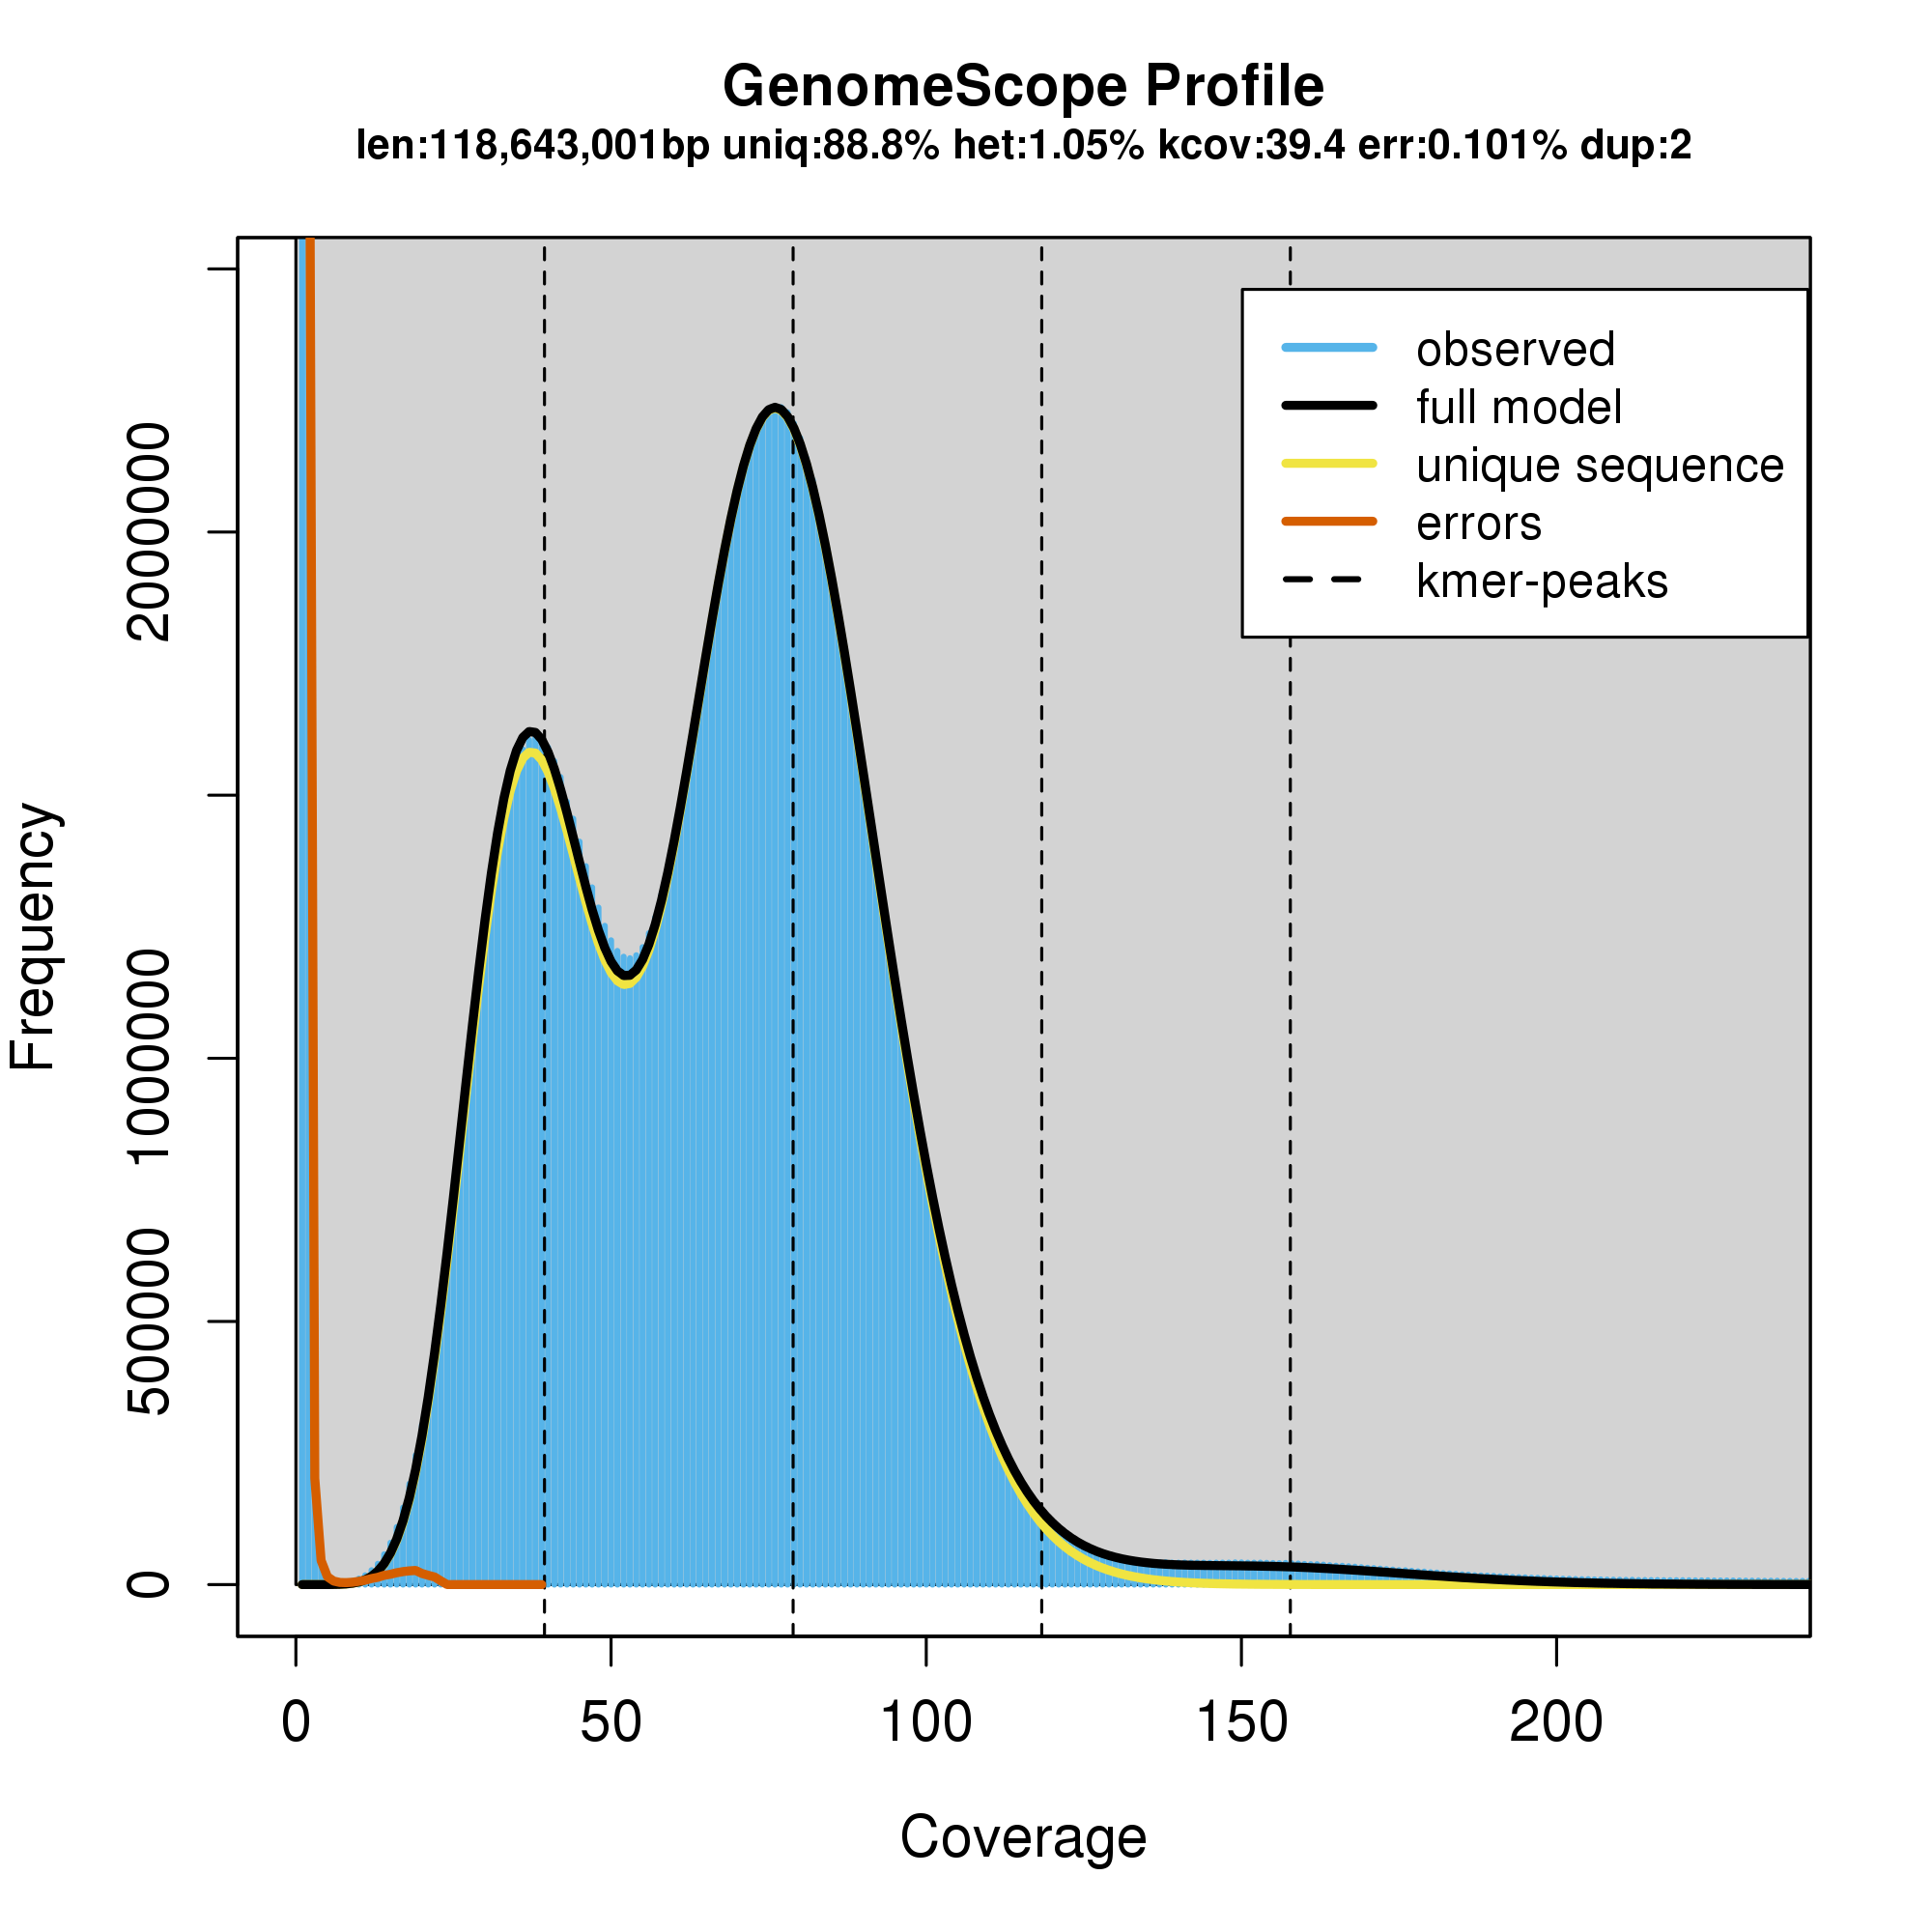 GenomeScope Profile
len:118,643,001bp uniq:88.8% het:1.05% kcov:39.4 err:0.101% dup:2
observed
full model
unique sequence
errors
kmer-peaks
Frequency
2000000
1000000
500000
0
0 50 100 150 200
Coverage